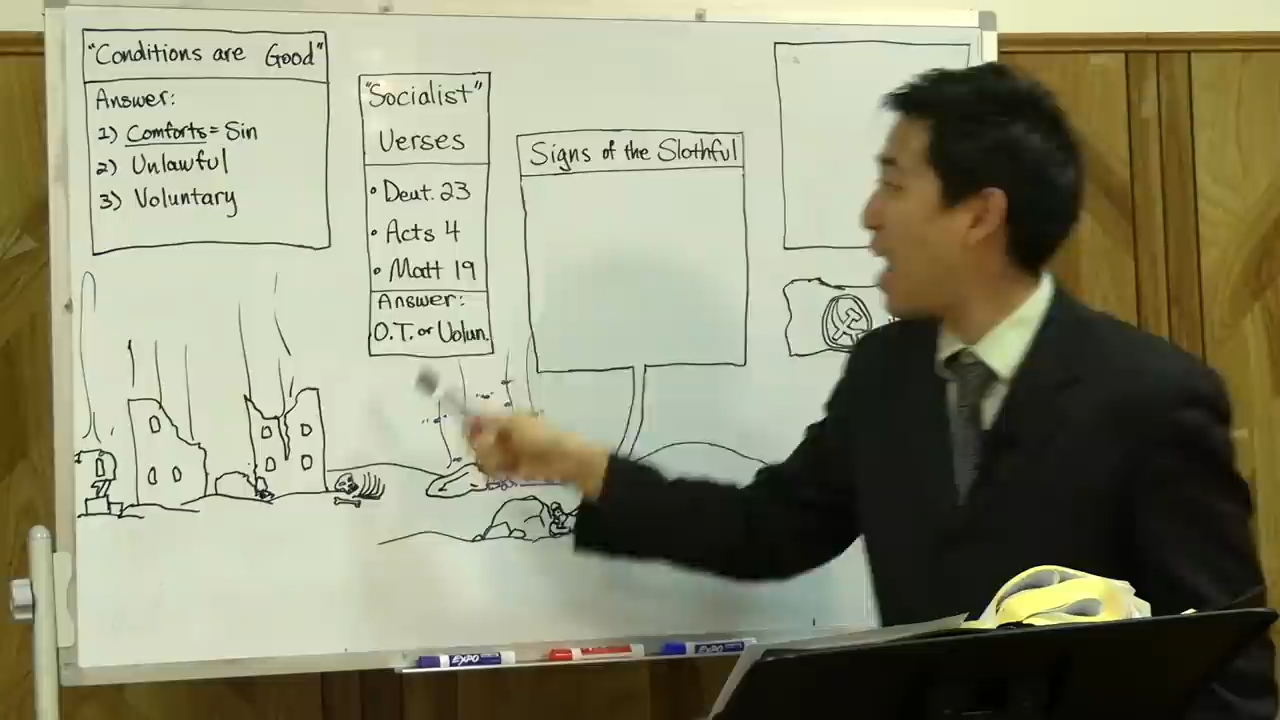 "Conditions are Good"
Answer:
1) Comforts = Sin
2) Unlawful
3) Voluntary
"Socialist"
Verses
• Deut. 23
• Acts 4
• Matt 19
Answer:
O.T. or Volun.
Signs of the Slothful
EXPO
EXPO